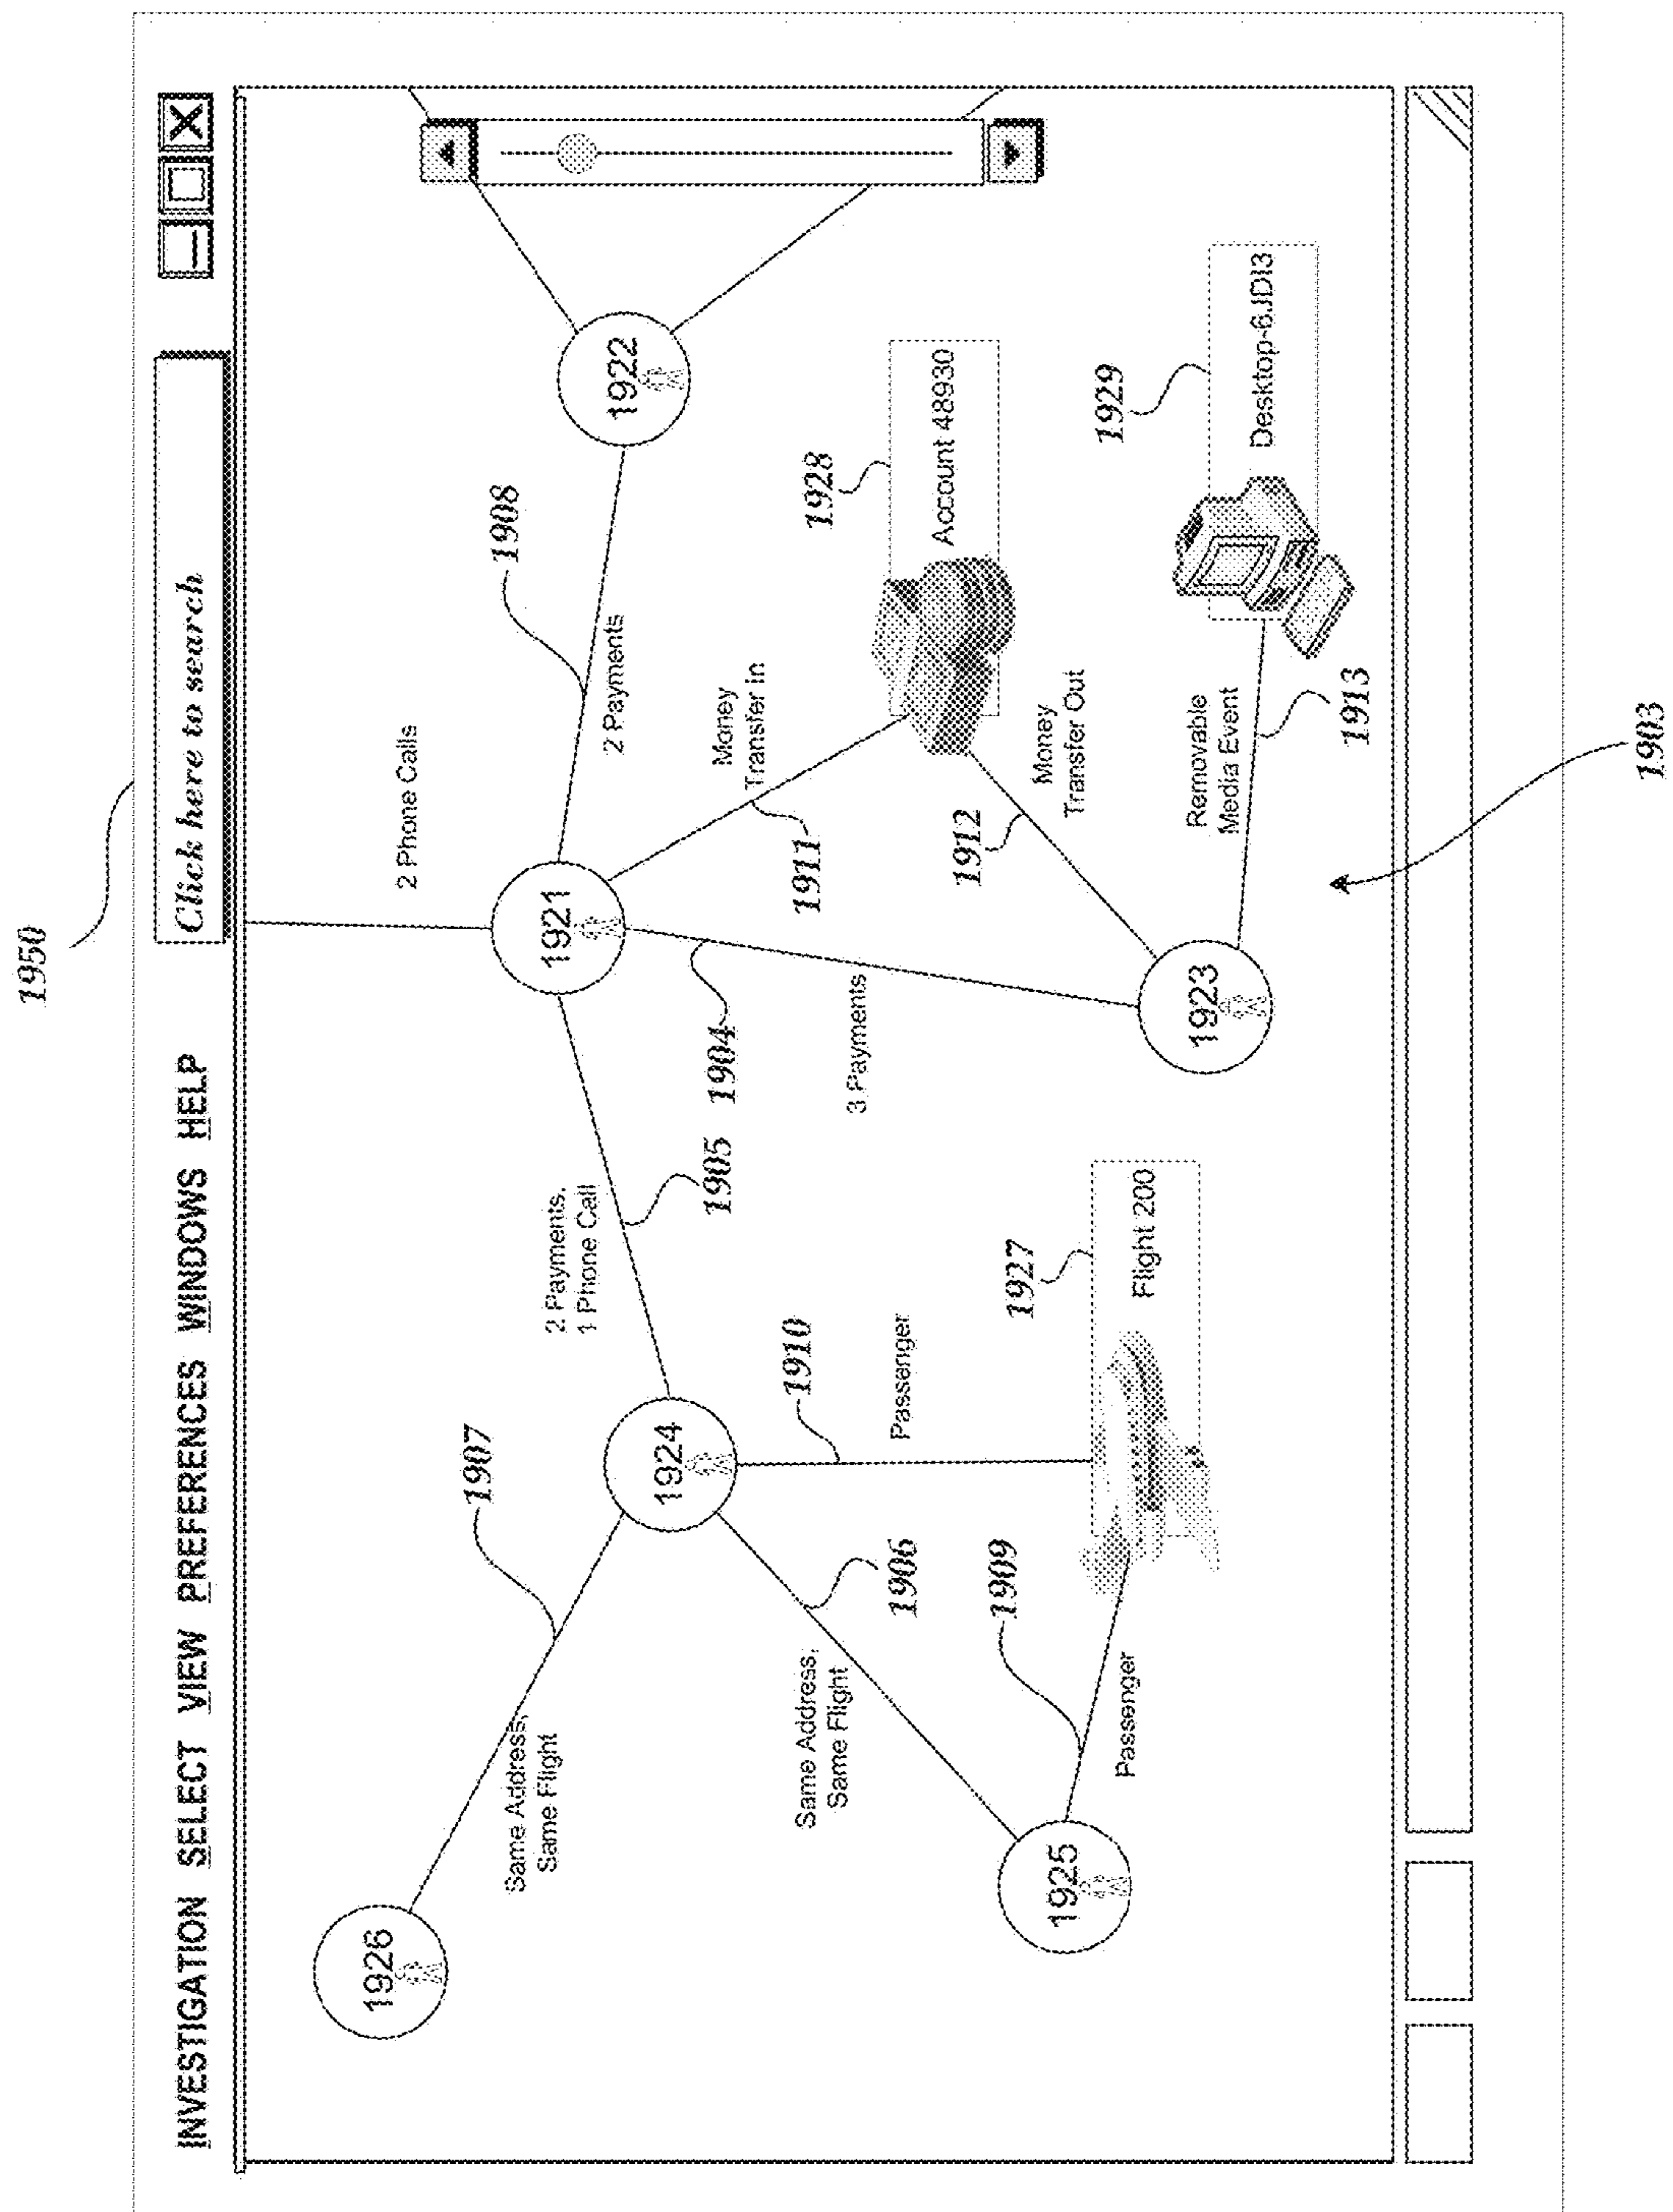 1950
INVESTIGATION SELECT VIEW PREFERENCES WINDOWS HELP
Click here to search
2 Phone Calls
1926
1907
1908
Same Address,
Same Flight
2 Payments,
1 Phone Call
1921
1922
2 Payments
1924
1905
1904
Money
Transfer In
1910
1911
1928
Same Address,
Same Flight
3 Payments
Passenger
1906
Account 48930
1912
1909
1927
Money
Transfer Out
1925
1929
Passenger
Flight 200
1923
Removable
Media Event
Desktop-6JDI3
1913
1903